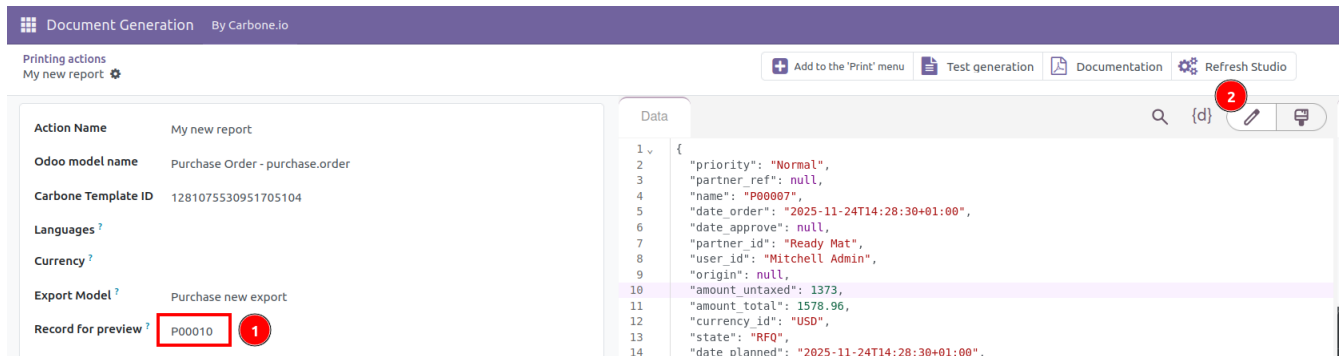 Document Generation By Carbone.io
Printing actions
My new report
Add to the 'Print' menu Test generation Documentation Refresh Studio
2
Action Name My new report
Odoo model name Purchase Order - purchase.order
Carbone Template ID 1281075530951705104
Languages ?
Currency ?
Export Model ? Purchase new export
Record for preview ? P00010 1
Data {d}
1 {
2 "priority": "Normal",
3 "partner_ref": null,
4 "name": "P00007",
5 "date_order": "2025-11-24T14:28:30+01:00",
6 "date_approve": null,
7 "partner_id": "Ready Mat",
8 "user_id": "Mitchell Admin",
9 "origin": null,
10 "amount_untaxed": 1373,
11 "amount_total": 1578.96,
12 "currency_id": "USD",
13 "state": "RFQ",
14 "date_planned": "2025-11-24T14:28:30+01:00",